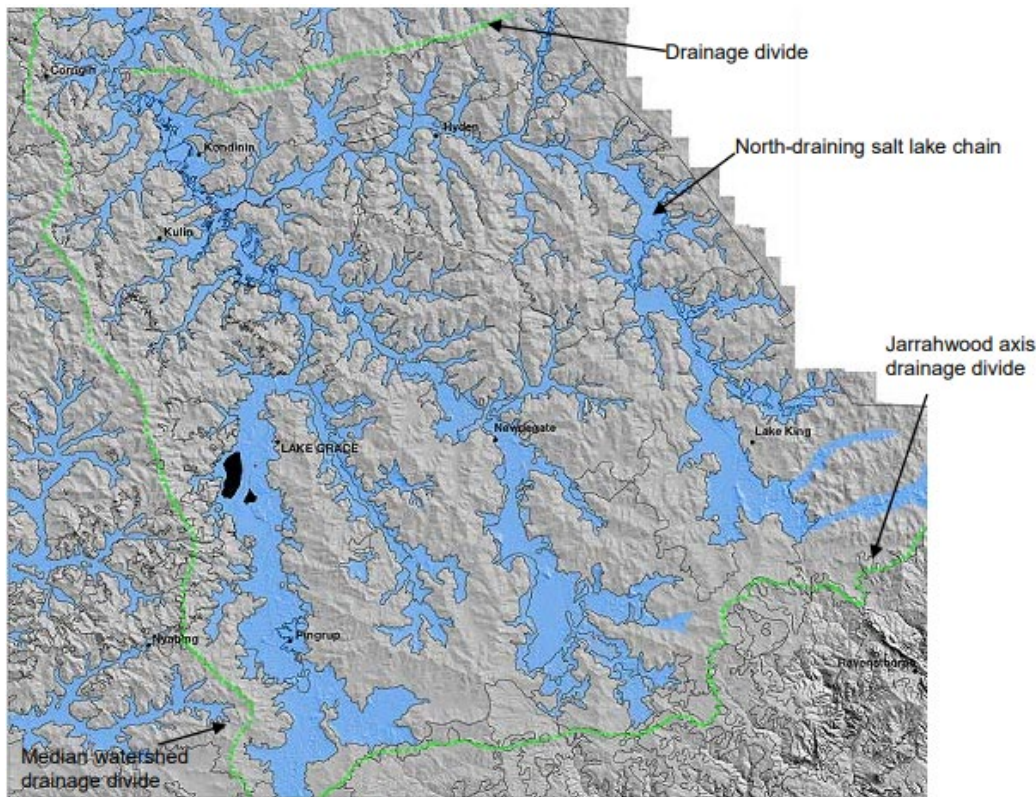 Drainage divide
Corrigin
Hyden
North-draining salt lake chain
Kondinin
Kulin
Jarrahwood axis
drainage divide
Newdegate
Lake King
LAKE GRACE
Nyabing
Pingrup
Ravensthorpe
Median watershed
drainage divide